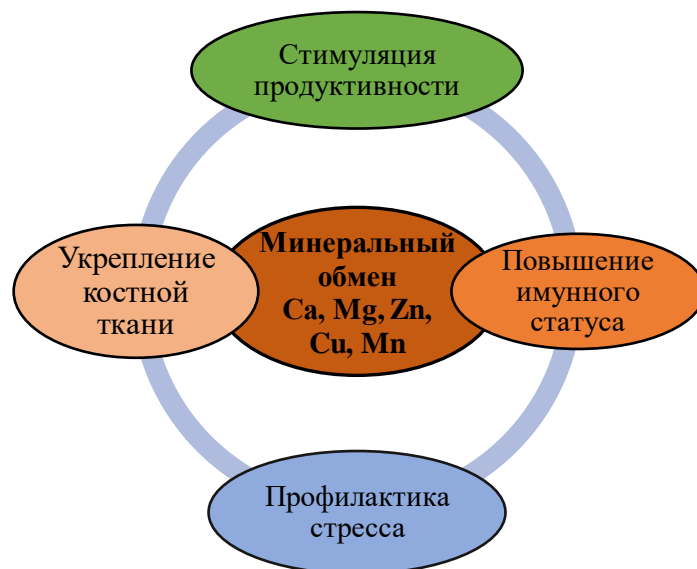 Стимуляция
продуктивности
Укрепление
костной
ткани
Минеральный
обмен
Ca, Mg, Zn,
Cu, Mn
Повышение
имунного
статуса
Профилактика
стресса